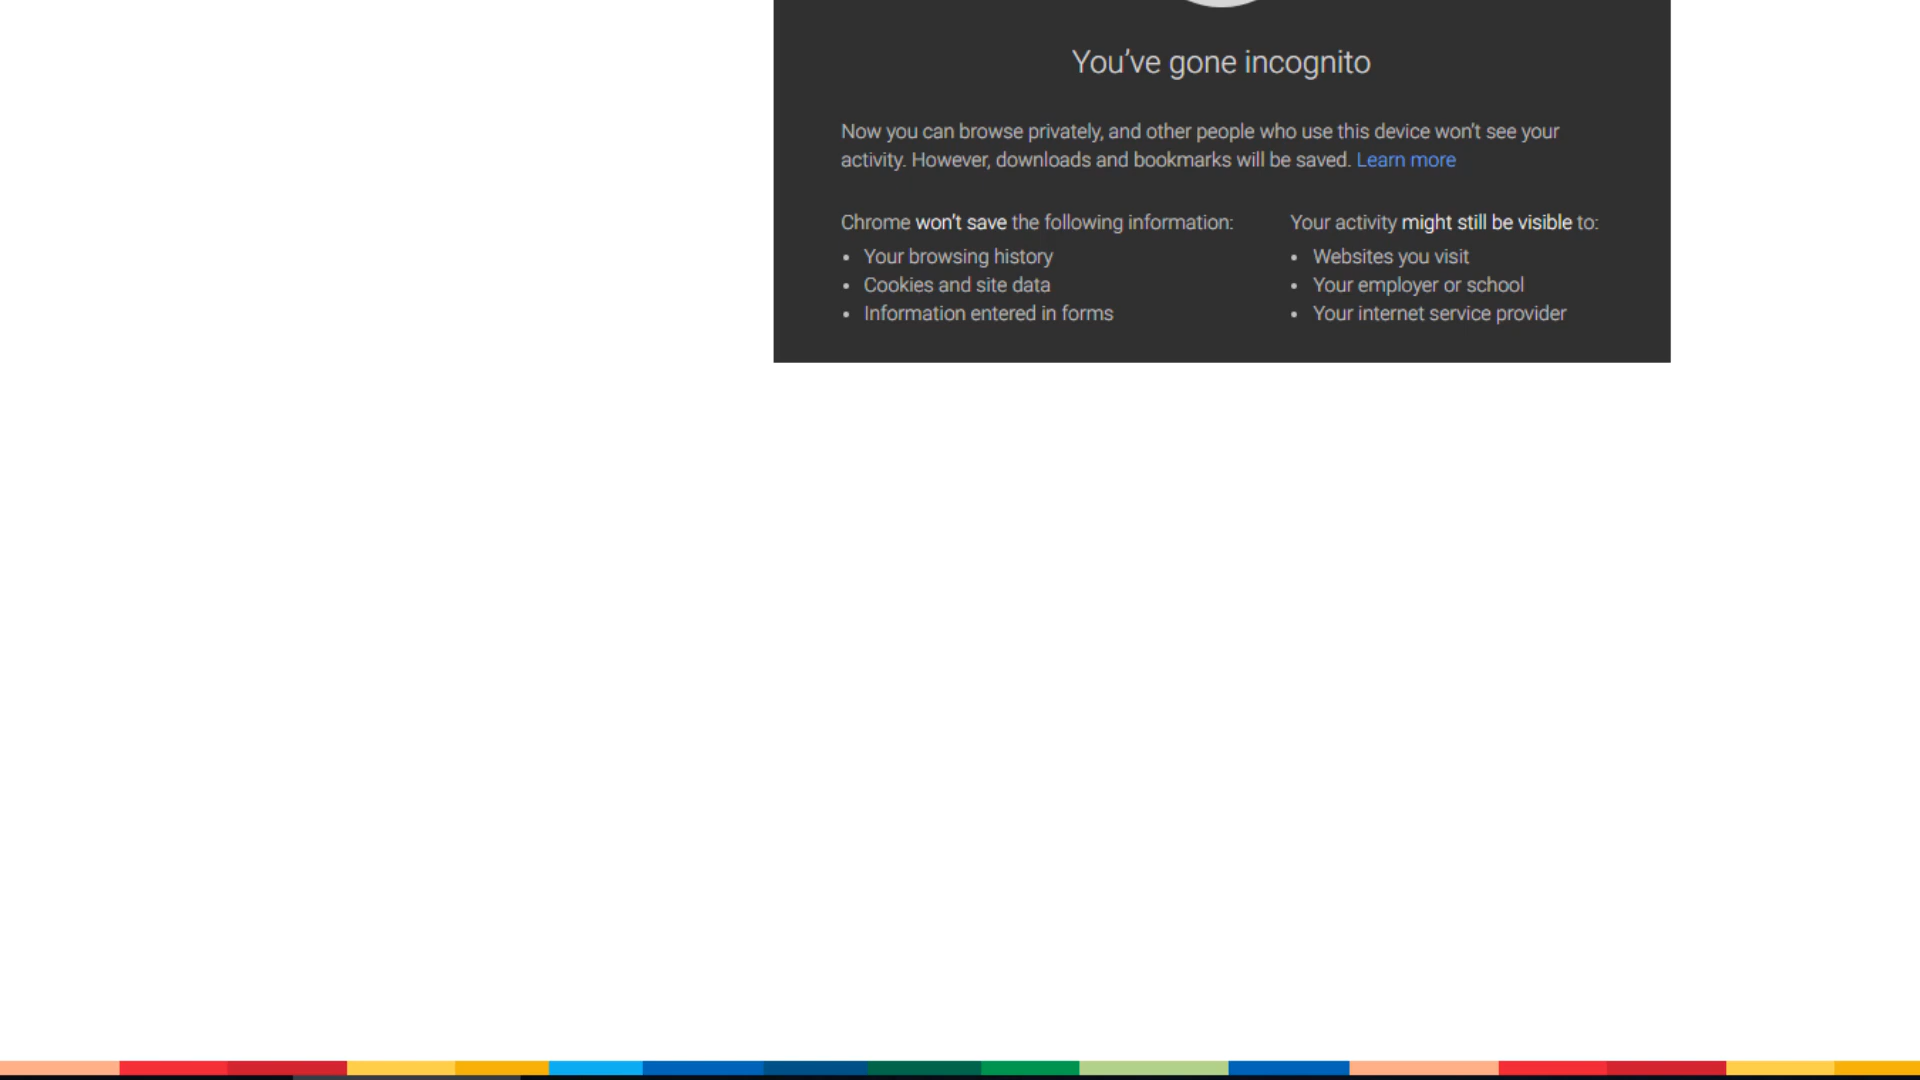 You've gone incognito
Now you can browse privately, and other people who use this device won't see your
activity. However, downloads and bookmarks will be saved. Learn more
Chrome won't save the following information:
• Your browsing history
• Cookies and site data
• Information entered in forms
Your activity might still be visible to:
• Websites you visit
• Your employer or school
• Your internet service provider